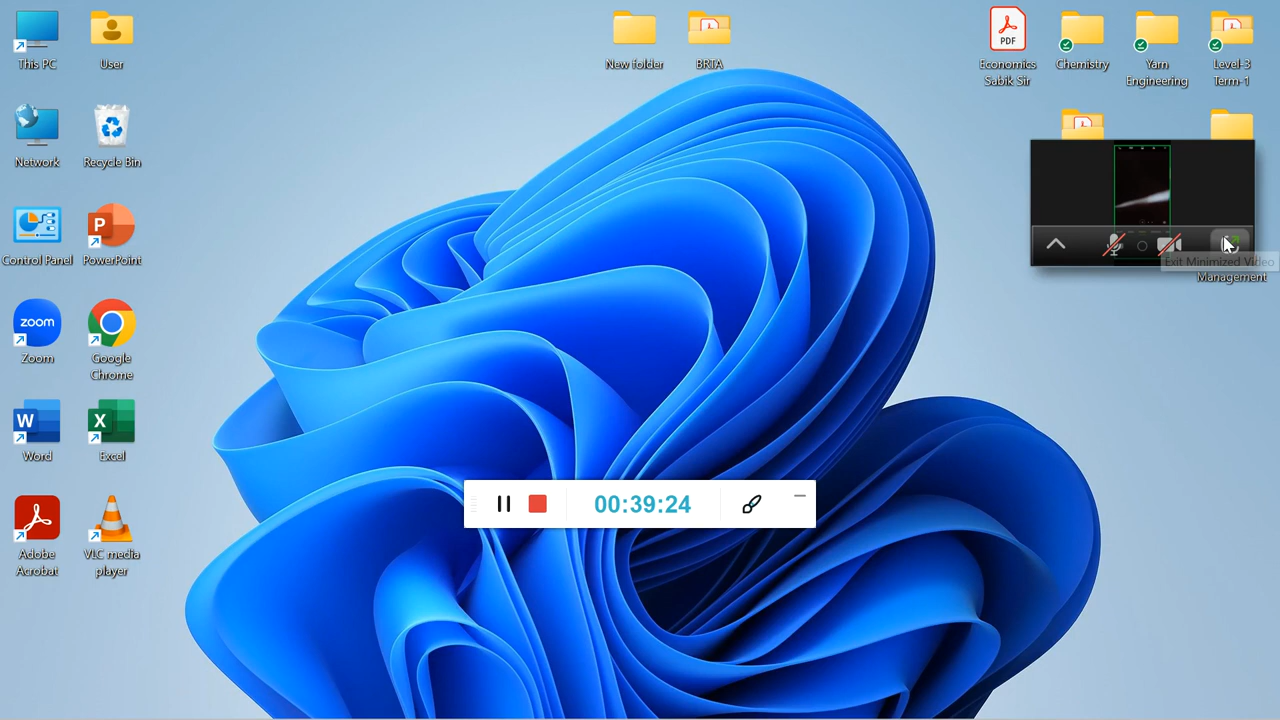 This PC
User
New folder
BRTA
PDF
Economics
Sabik Sir
Chemistry
Yarn
Engineering
Level-3
Term-1
Network
Recycle Bin
Exit Minimized Video
Management
Control Panel
P
PowerPoint
zoom
Zoom
Google
Chrome
W
Word
X
Excel
00:39:24
Adobe
Acrobat
VLC media
player